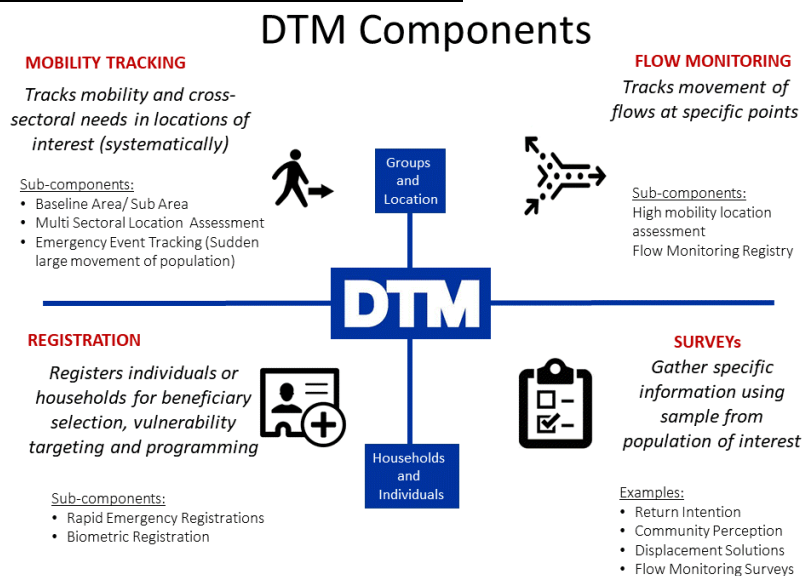 DTM Components
MOBILITY TRACKING
Tracks mobility and cross-
sectoral needs in locations of
interest (systematically)
Sub-components:
• Baseline Area/ Sub Area
• Multi Sectoral Location Assessment
• Emergency Event Tracking (Sudden
large movement of population)
Groups
and
Location
FLOW MONITORING
Tracks movement of
flows at specific points
Sub-components:
High mobility location
assessment
Flow Monitoring Registry
DTM
REGISTRATION
Registers individuals or
households for beneficiary
selection, vulnerability
targeting and programming
Sub-components:
• Rapid Emergency Registrations
• Biometric Registration
Households
and
Individuals
SURVEYs
Gather specific
information using
sample from
population of interest
Examples:
• Return Intention
• Community Perception
• Displacement Solutions
• Flow Monitoring Surveys